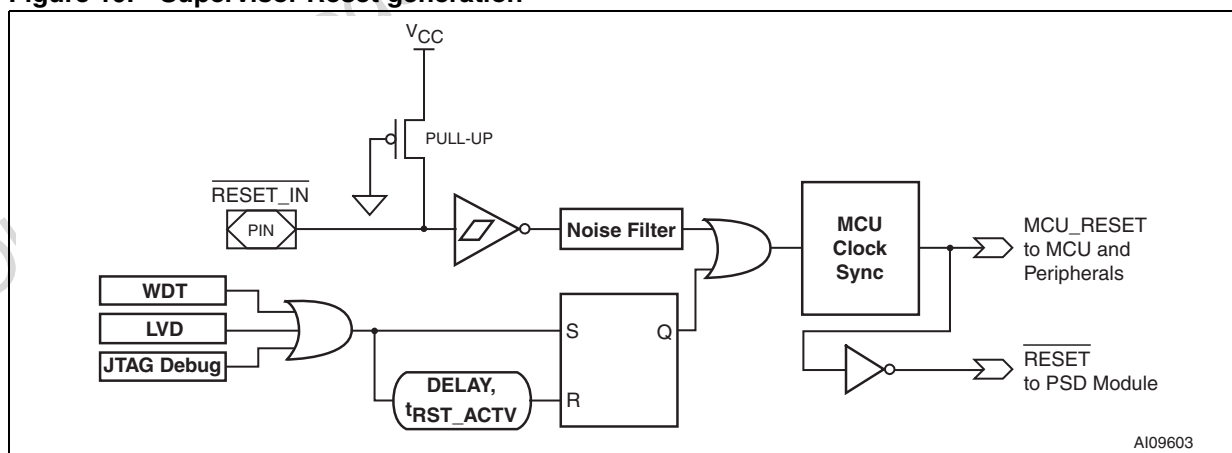 Figure 10. Supervisor Reset generation
VCC
PULL-UP
RESET_IN
PIN
Noise Filter
MCU
Clock
Sync
MCU_RESET
to MCU and
Peripherals
WDT
LVD
JTAG Debug
S
Q
R
DELAY,
tRST_ACTV
RESET
to PSD Module
AI09603